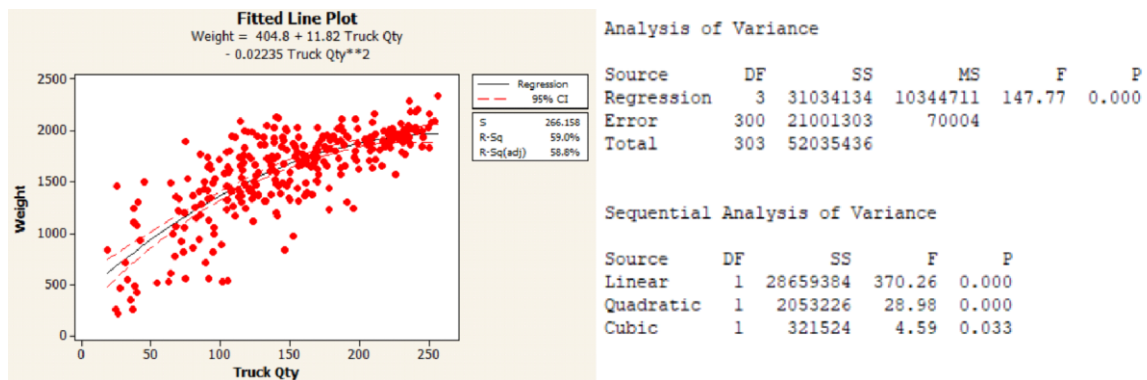 Fitted Line Plot
Weight = 404.8 + 11.82 Truck Qty
- 0.02235 Truck Qty**2
2500
2000
1500
1000
500
0
Weight
0 50 100 150 200 250
Truck Qty
Regression
95% CI
S 266.158
R-Sq 59.0%
R-Sq(adj) 58.8%
Analysis of Variance
Source DF SS MS F P
Regression 3 31034134 10344711 147.77 0.000
Error 300 21001303 70004
Total 303 52035436
Sequential Analysis of Variance
Source DF SS F P
Linear 1 28659384 370.26 0.000
Quadratic 1 2053226 28.98 0.000
Cubic 1 321524 4.59 0.033